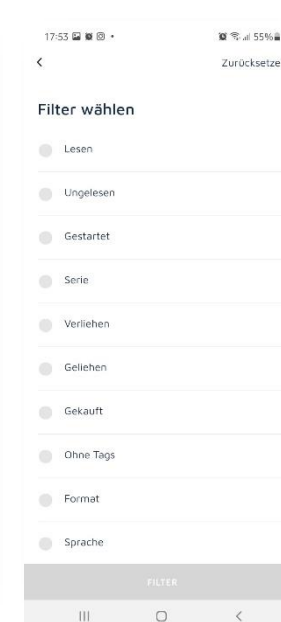 17:53 55%
Zurücksetze
Filter wählen
Lesen
Ungelesen
Gestartet
Serie
Verliehen
Geliehen
Gekauft
Ohne Tags
Format
Sprache
FILTER